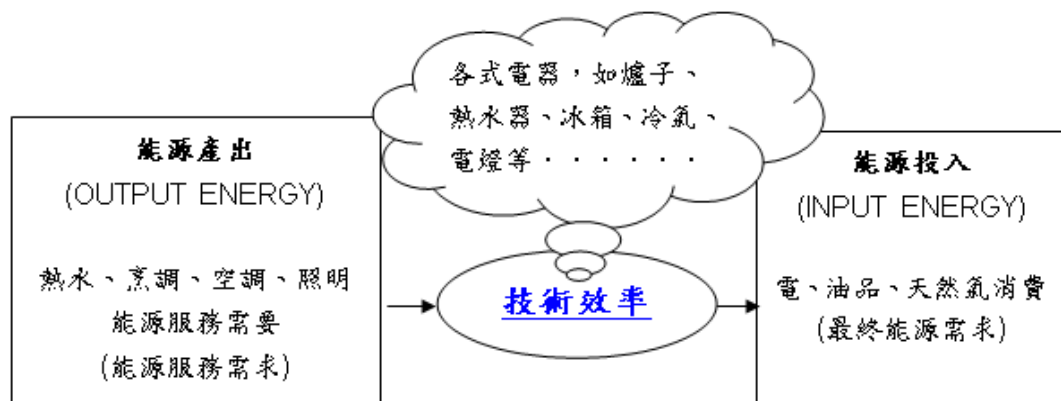 各式電器，如爐子、
熱水器、冰箱、冷氣、
電燈等．．．．．．
能源產出
(OUTPUT ENERGY)
熱水、烹調、空調、照明
能源服務需要
(能源服務需求)
技術效率
能源投入
(INPUT ENERGY)
電、油品、天然氣消費
(最終能源需求)